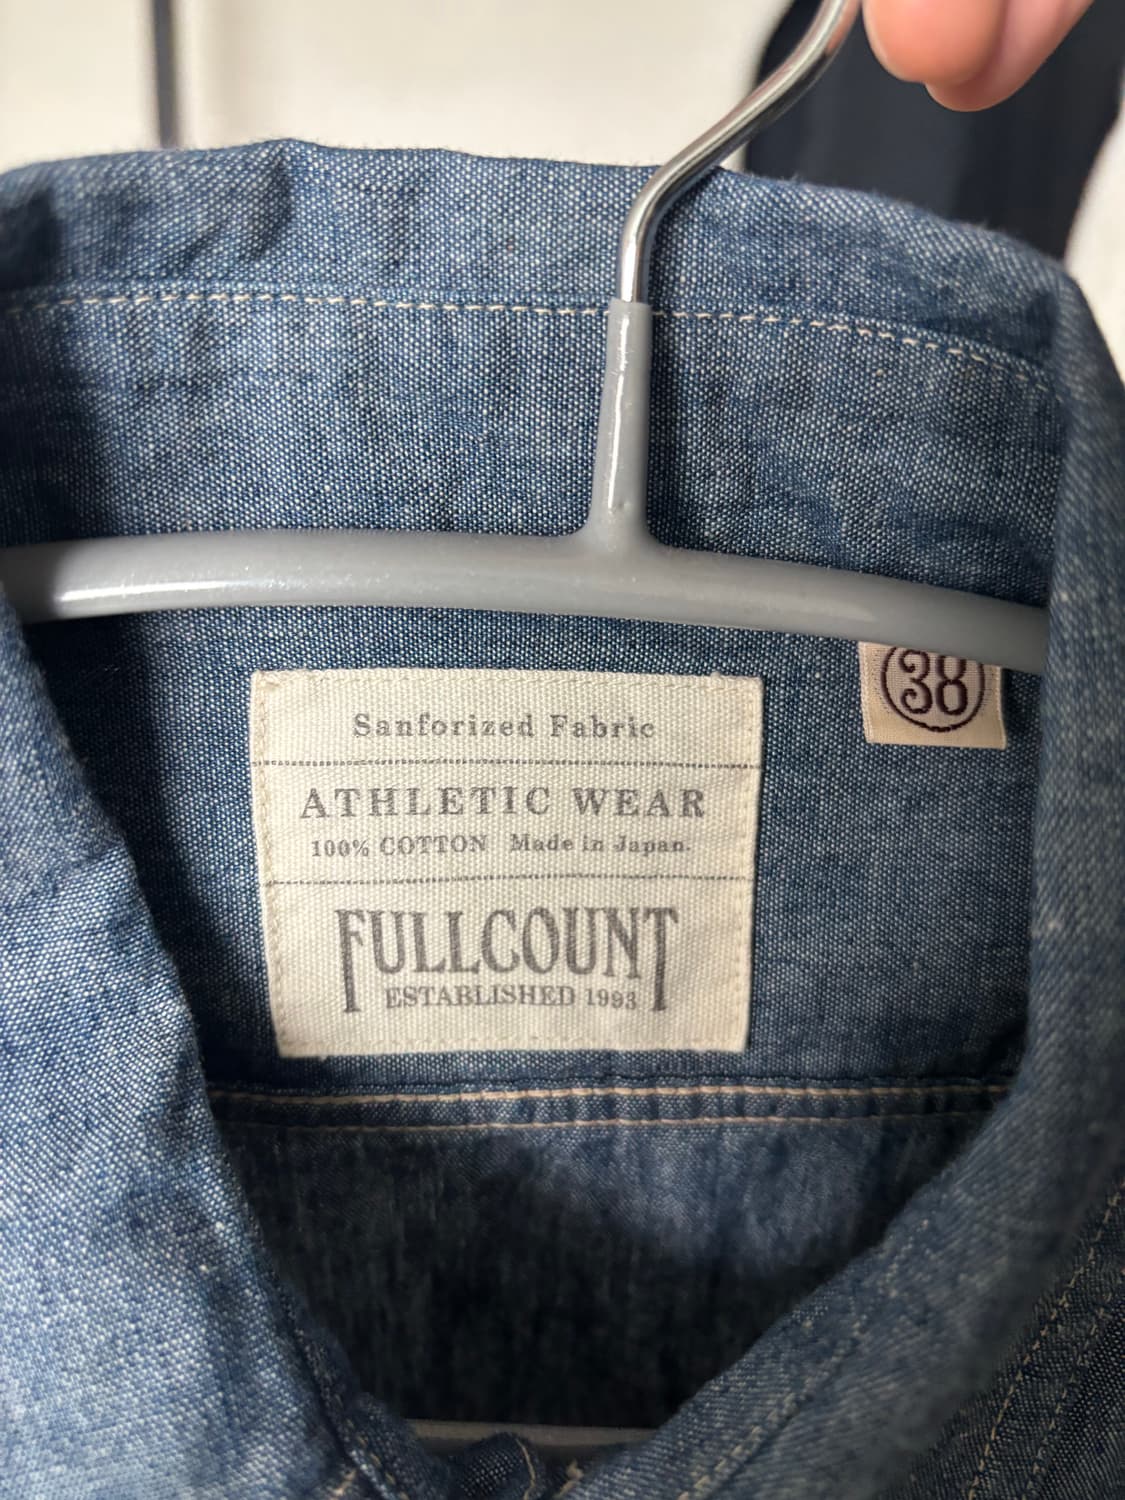 Sanforized Fabric
ATHLETIC WEAR
100% COTTON Made in Japan.
FULLCOUNT
ESTABLISHED 1993
38